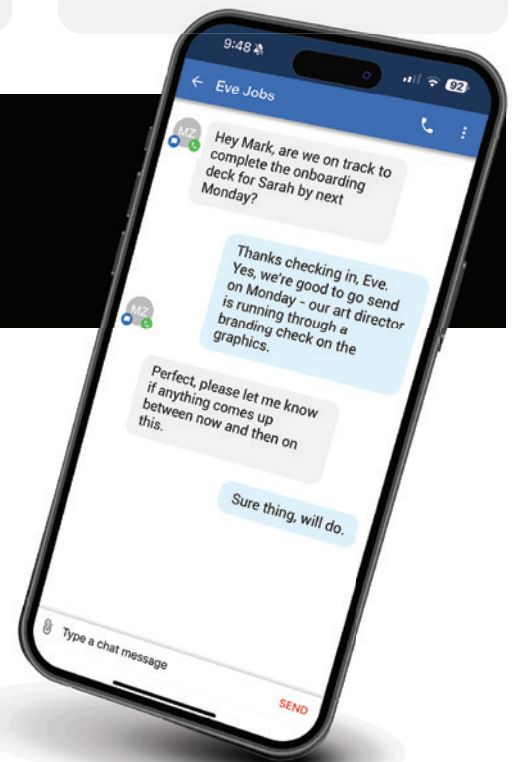 9:48
92
Eve Jobs
MZ
Hey Mark, are we on track to
complete the onboarding
deck for Sarah by next
Monday?
Thanks checking in, Eve.
Yes, we're good to go send
on Monday - our art director
is running through a
branding check on the
graphics.
MZ
Perfect, please let me know
if anything comes up
between now and then on
this.
Sure thing, will do.
Type a chat message
SEND